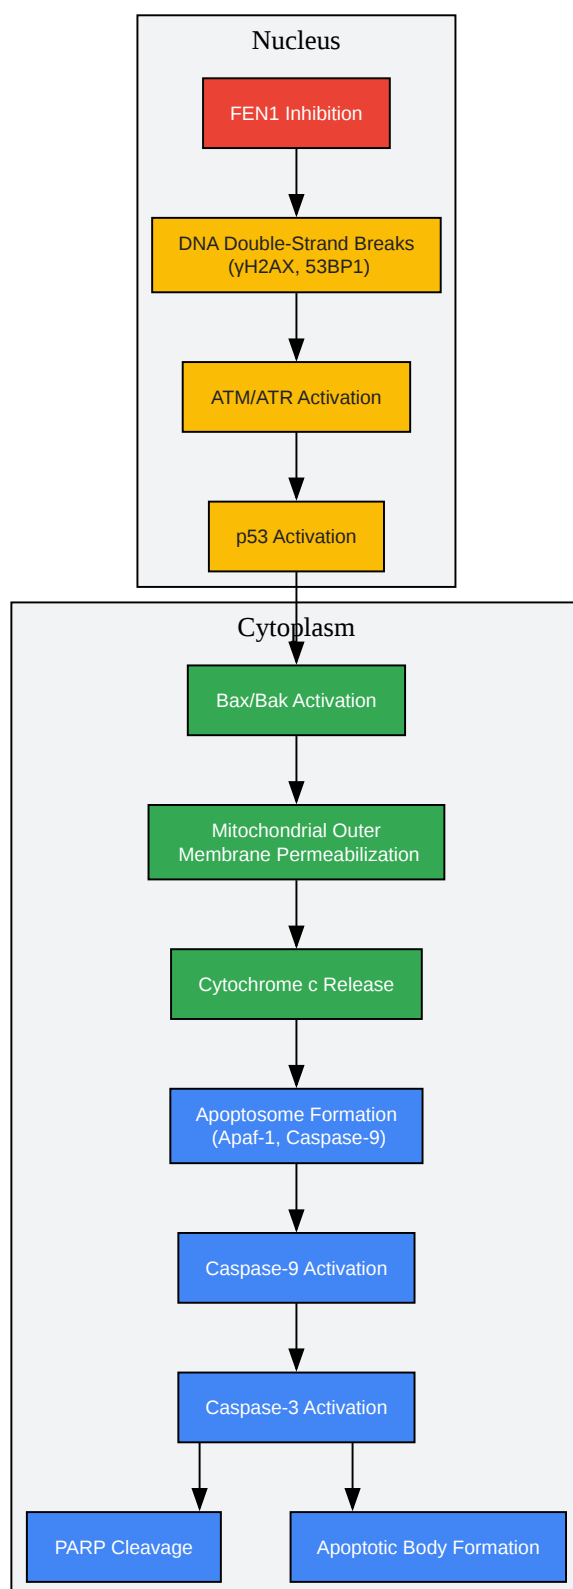 Nucleus
FEN1 Inhibition
DNA Double-Strand Breaks
(γH2AX, 53BP1)
ATM/ATR Activation
p53 Activation
Cytoplasm
Bax/Bak Activation
Mitochondrial Outer
Membrane Permeabilization
Cytochrome c Release
Apoptosome Formation
(Apaf-1, Caspase-9)
Caspase-9 Activation
Caspase-3 Activation
PARP Cleavage
Apoptotic Body Formation